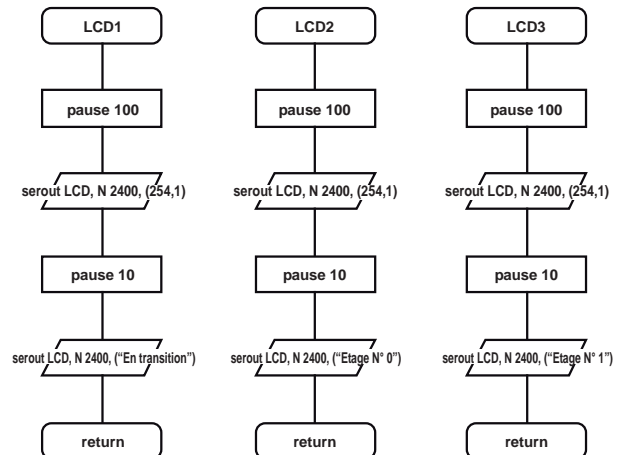 LCD1
pause 100
serout LCD, N 2400, (254,1)
pause 10
serout LCD, N 2400, (“En transition”)
return
LCD2
pause 100
serout LCD, N 2400, (254,1)
pause 10
serout LCD, N 2400, (“Etage N° 0”)
return
LCD3
pause 100
serout LCD, N 2400, (254,1)
pause 10
serout LCD, N 2400, (“Etage N° 1”)
return